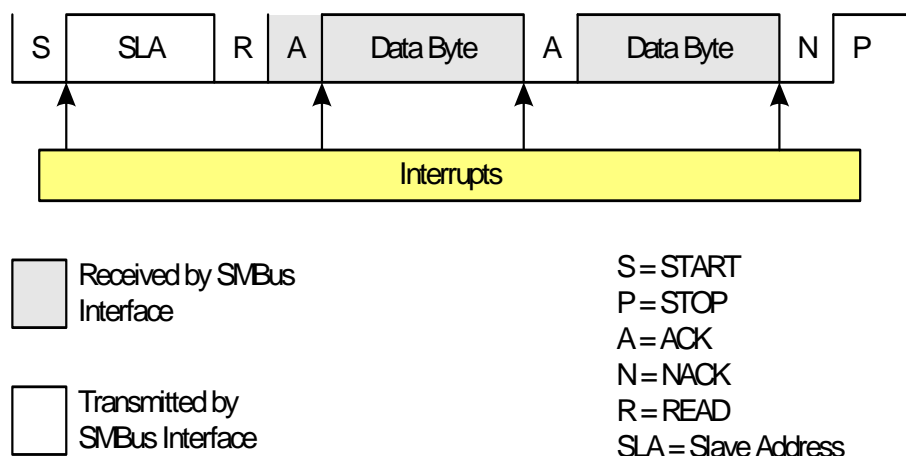 S SLA R A Data Byte A Data Byte N P
Interrupts
Received by SMBus
Interface
Transmitted by
SMBus Interface
S = START
P = STOP
A = ACK
N = NACK
R = READ
SLA = Slave Address